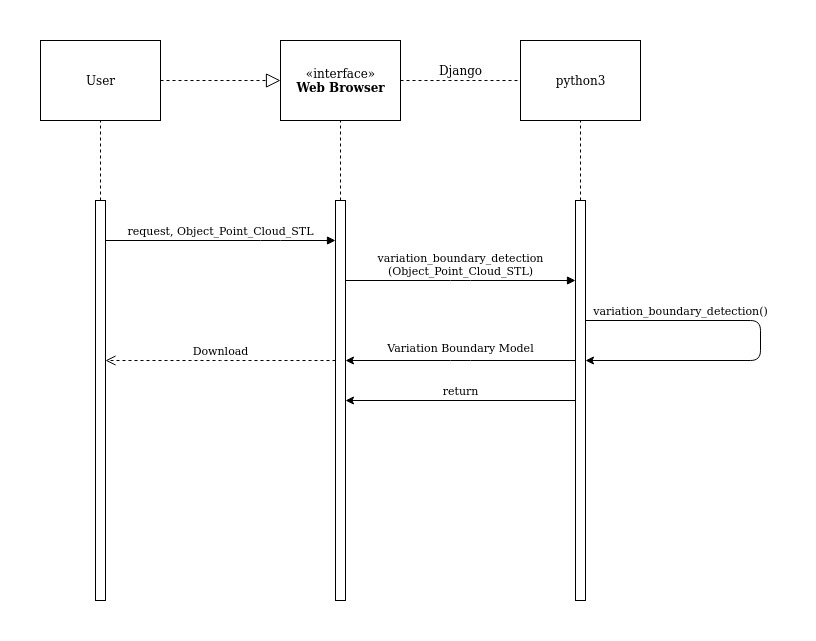 User
«interface»
Web Browser
Django
python3
request, Object_Point_Cloud_STL
variation_boundary_detection
(Object_Point_Cloud_STL)
variation_boundary_detection()
Download
Variation Boundary Model
return